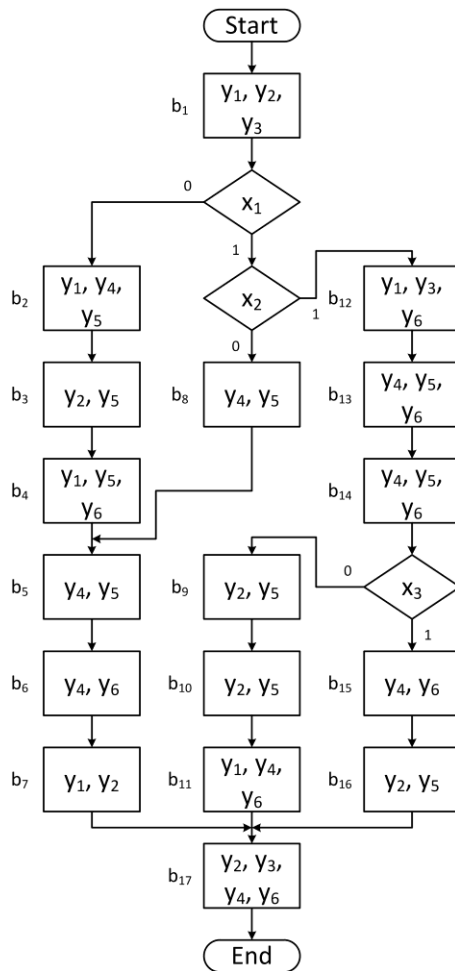 Start
b₁
y₁, y₂,
y₃
0
x₁
1
b₂
y₁, y₄,
y₅
x₂
1
b₁₂
y₁, y₃,
y₆
0
b₃
y₂, y₅
b₈
y₄, y₅
b₁₃
y₄, y₅,
y₆
b₄
y₁, y₅,
y₆
b₁₄
y₄, y₅,
y₆
b₅
y₄, y₅
b₉
y₂, y₅
0
x₃
1
b₆
y₄, y₆
b₁₀
y₂, y₅
b₁₅
y₄, y₆
b₇
y₁, y₂
b₁₁
y₁, y₄,
y₆
b₁₆
y₂, y₅
b₁₇
y₂, y₃,
y₄, y₆
End